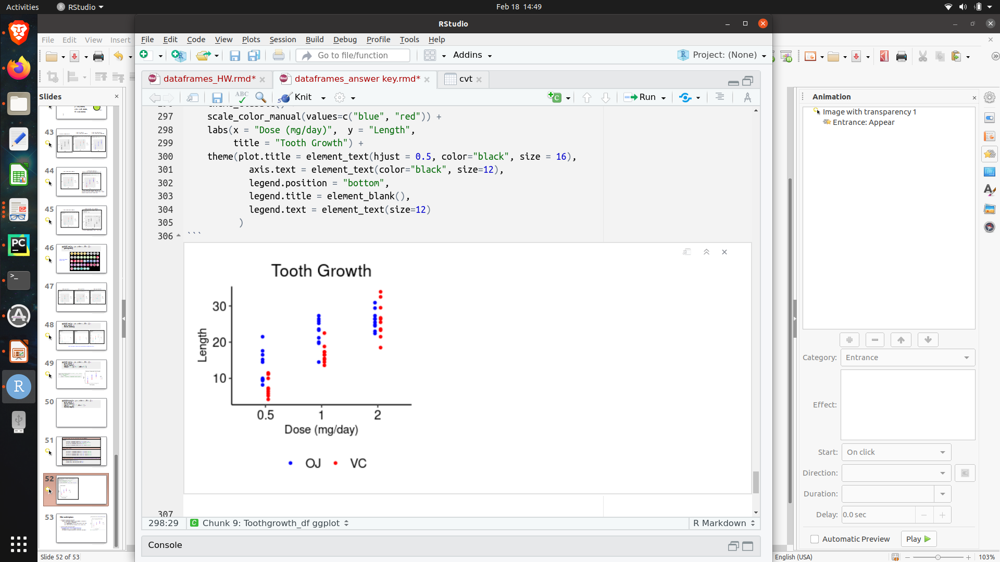 Activities
RStudio
Feb 18 14:49
RStudio
File Edit View Insert
File Edit Code View Plots Session Build Debug Profile Tools Help
Go to file/function
Addins
Project: (None)
dataframes_HW.rmd*
dataframes_answer key.rmd*
cvt
ABC
Knit
Run
Slides
43
44
45
46
47
48
49
50
51
52
53
297 scale_color_manual(values=c("blue", "red")) +
298 labs(x = "Dose (mg/day)", y = "Length",
299 title = "Tooth Growth") +
300 theme(plot.title = element_text(hjust = 0.5, color="black", size = 16),
301 axis.text = element_text(color="black", size=12),
302 legend.position = "bottom",
303 legend.title = element_blank(),
304 legend.text = element_text(size=12)
305 )
306 ```
Tooth Growth
30
20
10
Length
0.5 1 2
Dose (mg/day)
OJ VC
307
298:29
Chunk 9: Toothgrowth_df ggplot
R Markdown
Console
Slide 52 of 53
Animation
Image with transparency 1
Entrance: Appear
Category: Entrance
Effect:
Start: On click
Direction:
Duration:
Delay: 0.0 sec
Automatic Preview
Play
English (USA)
103%